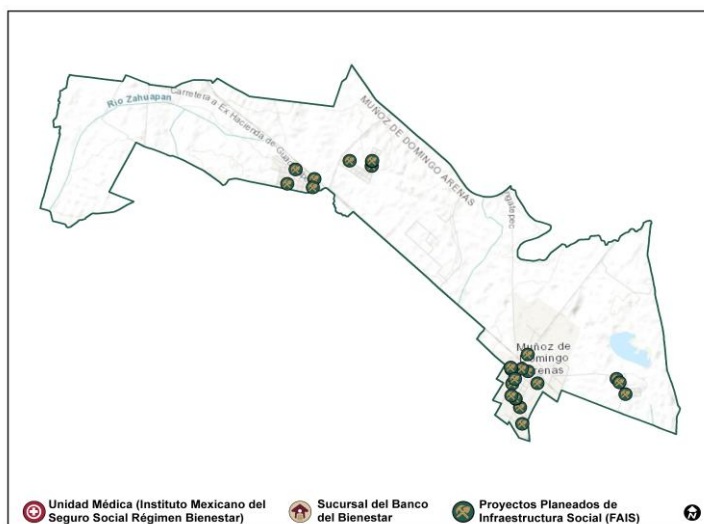 Río Zahuapan
Carretera a Ex Hacienda de
MUÑOZ DE DOMINGO ARENAS
Muñoz de
Domingo
Arenas
Unidad Médica (Instituto Mexicano del
Seguro Social Régimen Bienestar)
Sucursal del Banco
del Bienestar
Proyectos Planeados de
Infraestructura Social (FAIS)
N